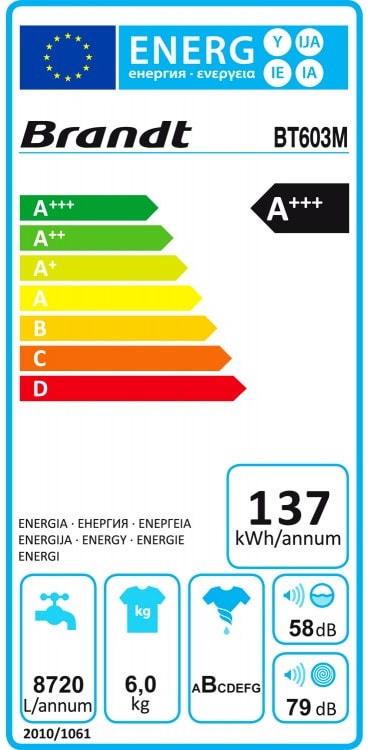 ENERG Y IJA
енергия · ενεργεια IE IA
Brandt BT603M
A+++ A+++
A++
A+
A
B
C
D
ENERGIA · ЕНЕРГИЯ · ΕΝΕΡΓΕΙΑ
ENERGIJA · ENERGY · ENERGIE
ENERGI
137
kWh/annum
kg
58 dB
8720
L/annum
6,0
kg
ABCDEFG
79 dB
2010/1061